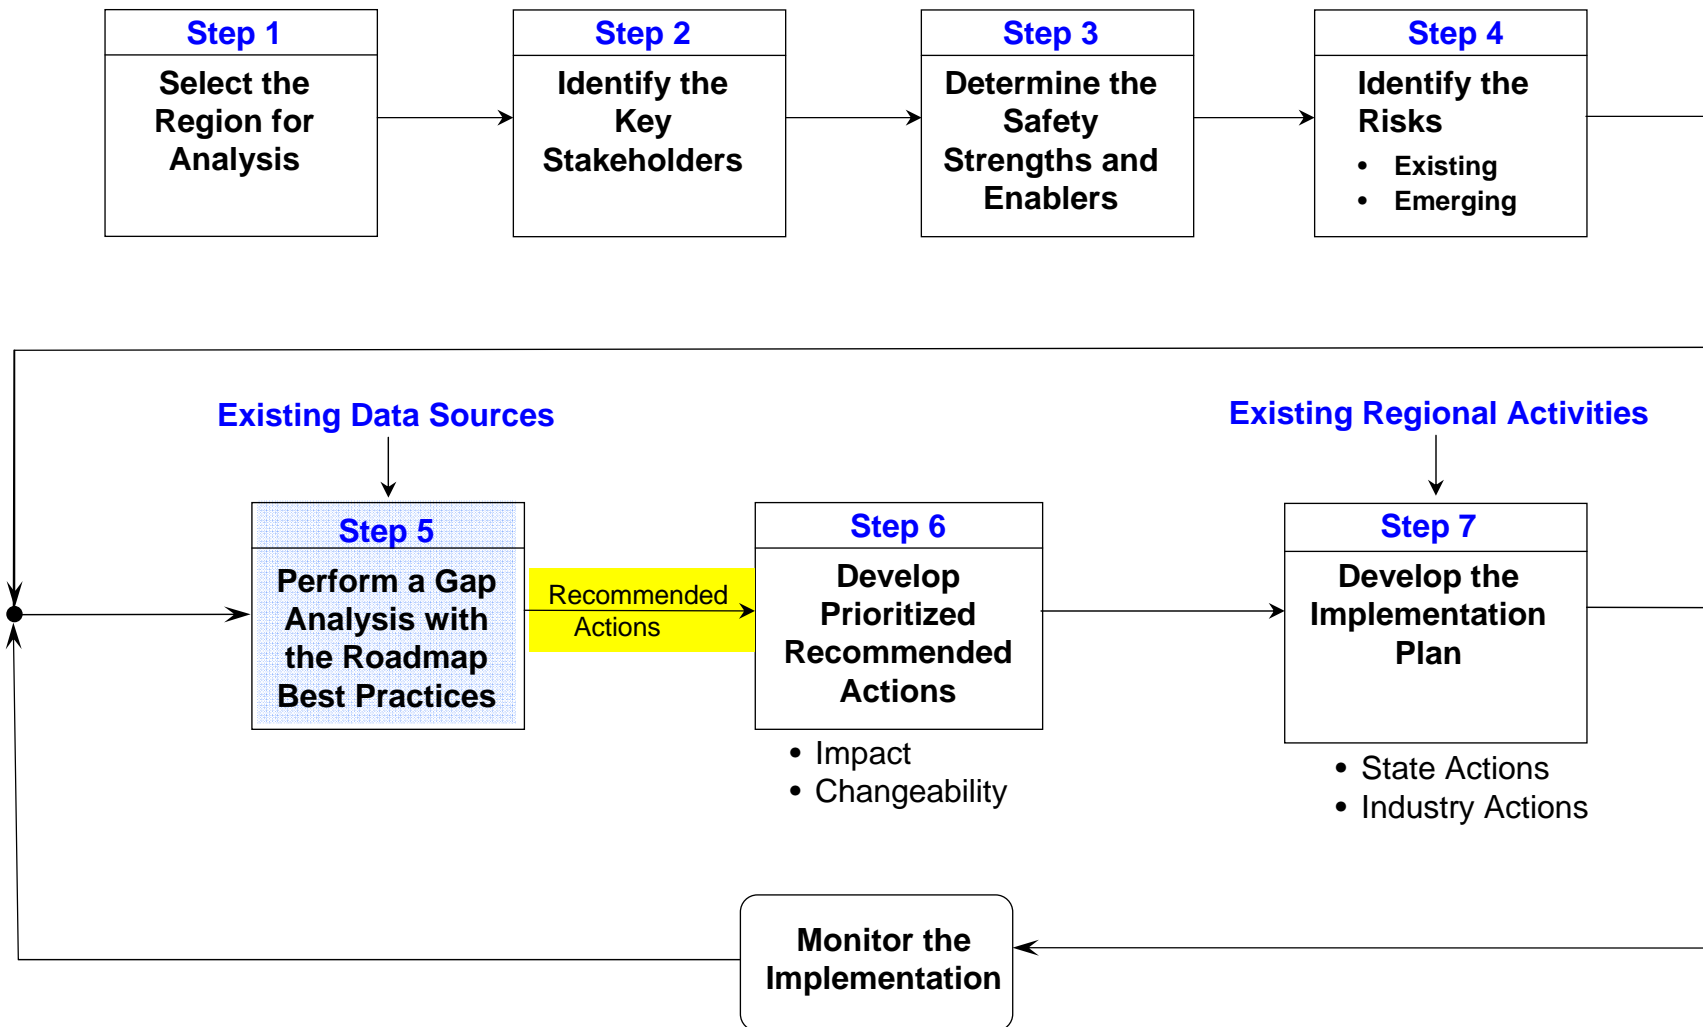 Step 1
Select the
Region for
Analysis
Step 2
Identify the
Key
Stakeholders
Step 3
Determine the
Safety
Strengths and
Enablers
Step 4
Identify the
Risks
• Existing
• Emerging
Existing Data Sources
Existing Regional Activities
Step 5
Perform a Gap
Analysis with
the Roadmap
Best Practices
Recommended
Actions
Step 6
Develop
Prioritized
Recommended
Actions
• Impact
• Changeability
Step 7
Develop the
Implementation
Plan
• State Actions
• Industry Actions
Monitor the
Implementation